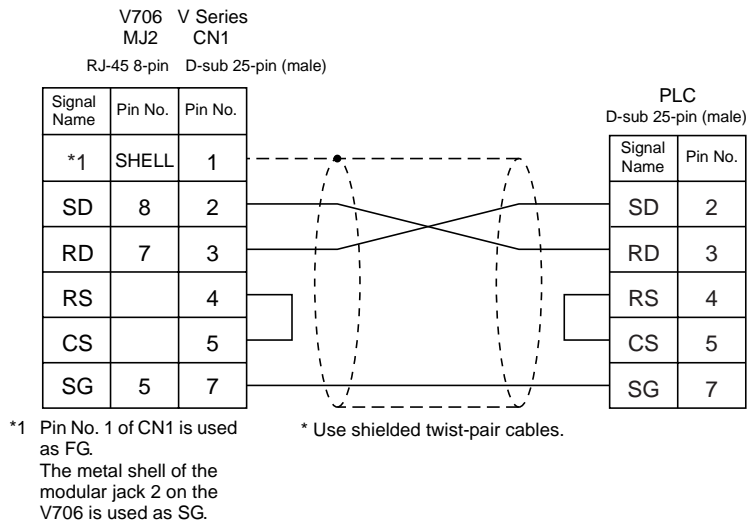 V706 V Series
MJ2 CN1
RJ-45 8-pin D-sub 25-pin (male)
Signal Name Pin No. Pin No.
*1 SHELL 1
SD 8 2
RD 7 3
RS 4
CS 5
SG 5 7
PLC
D-sub 25-pin (male)
Signal Name Pin No.
SD 2
RD 3
RS 4
CS 5
SG 7
*1 Pin No. 1 of CN1 is used
as FG.
The metal shell of the
modular jack 2 on the
V706 is used as SG.
* Use shielded twist-pair cables.